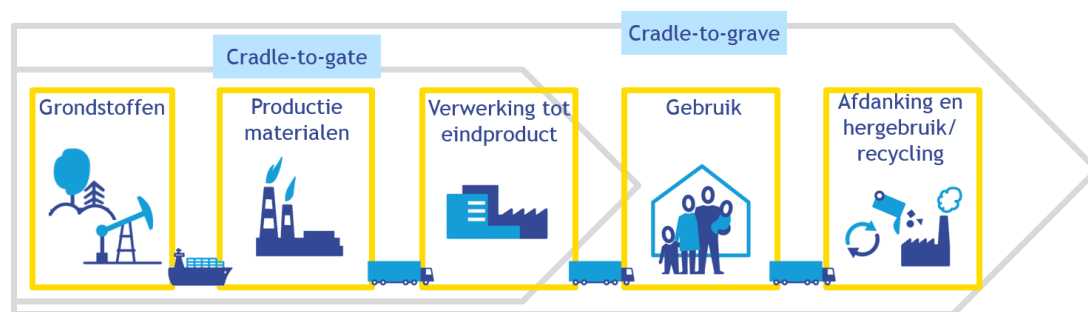 Cradle-to-grave
Cradle-to-gate
Grondstoffen
Productie
materialen
Verwerking tot
eindproduct
Gebruik
Afdanking en
hergebruik/
recycling